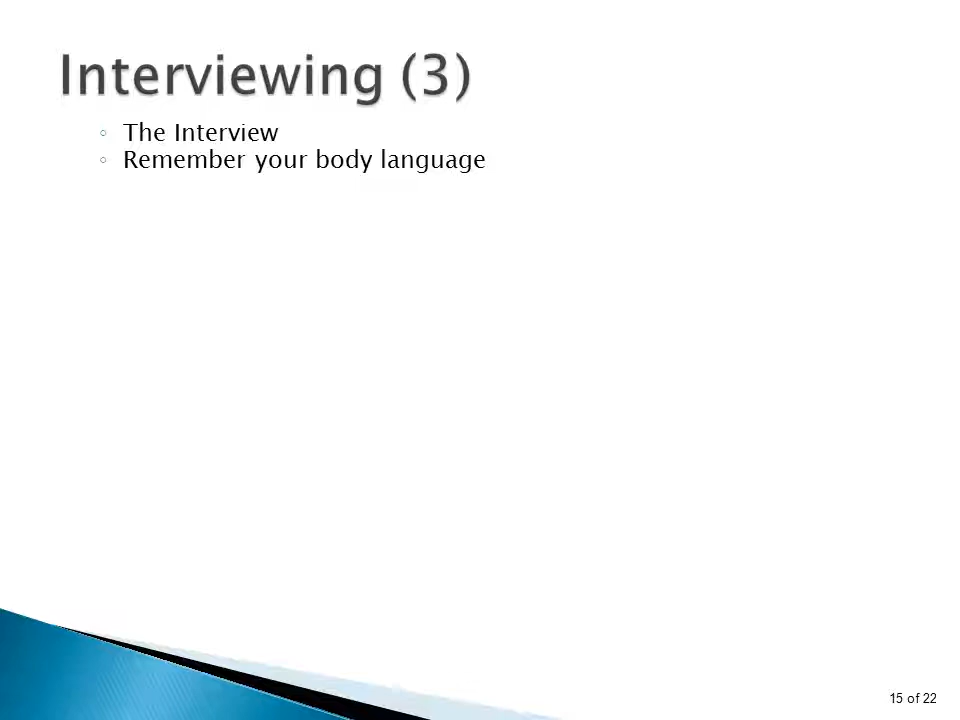 Interviewing (3)
◦ The Interview
◦ Remember your body language
15 of 22